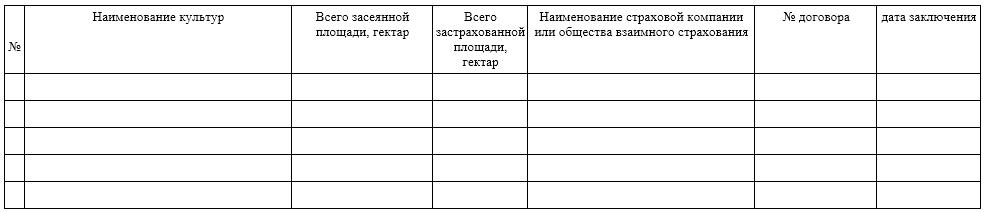 №
Наименование культур
Всего засеянной
площади, гектар
Всего
застрахованной
площади,
гектар
Наименование страховой компании
или общества взаимного страхования
№ договора
дата заключения